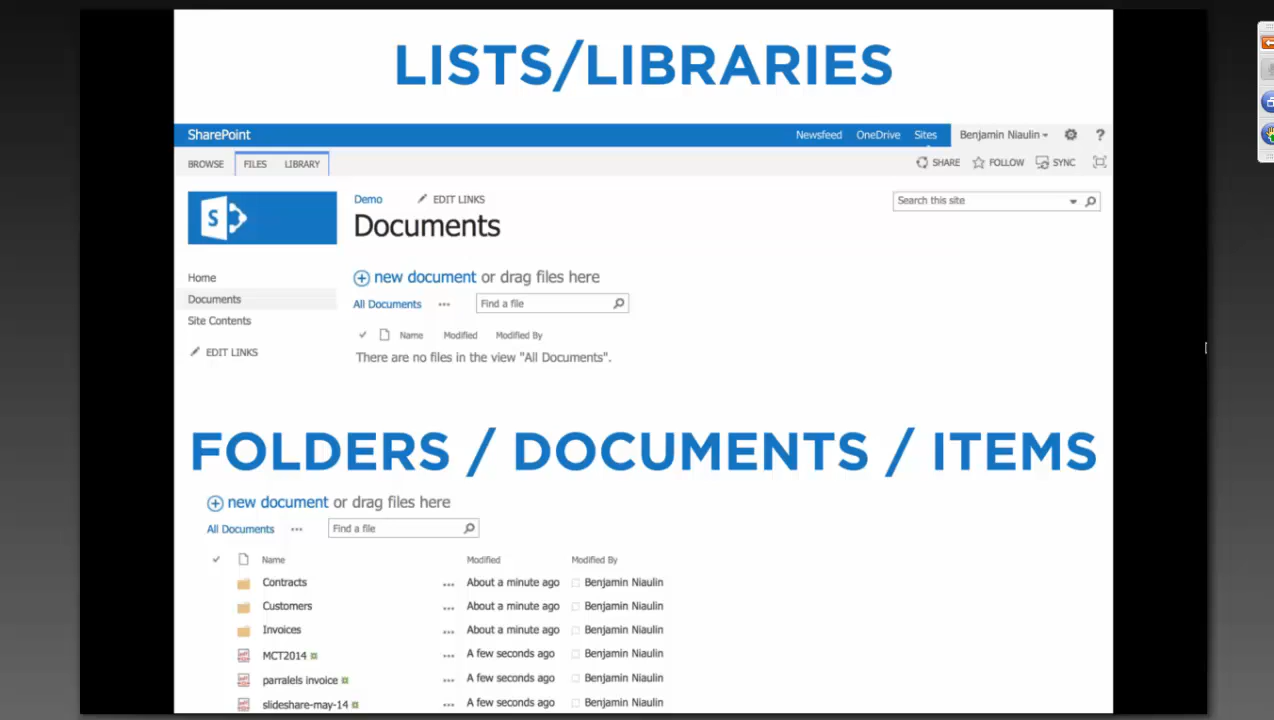 LISTS/LIBRARIES
SharePoint Newsfeed OneDrive Sites Benjamin Niaulin ?
BROWSE FILES LIBRARY SHARE FOLLOW SYNC
S
Demo EDIT LINKS Search this site
Documents
Home
Documents
Site Contents
EDIT LINKS
new document or drag files here
All Documents ... Find a file
Name Modified Modified By
There are no files in the view "All Documents".
FOLDERS / DOCUMENTS / ITEMS
new document or drag files here
All Documents ... Find a file
Name Modified Modified By
Contracts ... About a minute ago Benjamin Niaulin
Customers ... About a minute ago Benjamin Niaulin
Invoices ... About a minute ago Benjamin Niaulin
MCT2014 ... A few seconds ago Benjamin Niaulin
parralels invoice ... A few seconds ago Benjamin Niaulin
slideshare-may-14 ... A few seconds ago Benjamin Niaulin